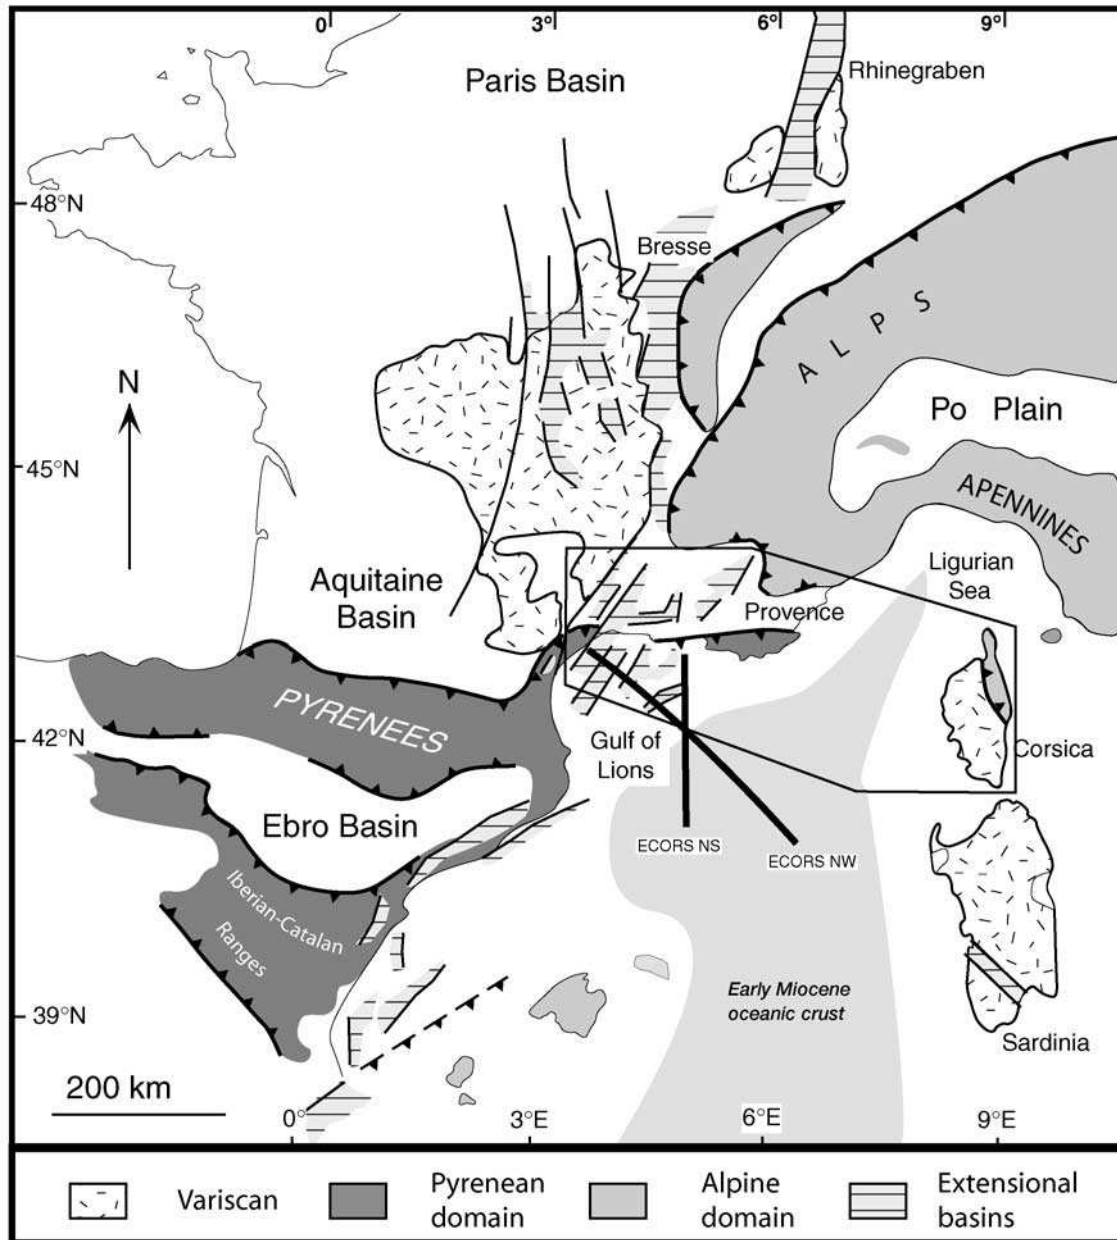 0
3°
6°
9°
Paris Basin
Rhinegraben
48°N
Bresse
ALPS
N
Po Plain
45°N
APENNINES
Ligurian
Sea
Aquitaine
Basin
Provence
PYRENEES
42°N
Gulf of
Lions
Corsica
Ebro Basin
ECORS NS
ECORS NW
Iberian-Catalan
Ranges
Early Miocene
oceanic crust
39°N
Sardinia
200 km
0°
3°E
6°E
9°E
Variscan
Pyrenean
domain
Alpine
domain
Extensional
basins